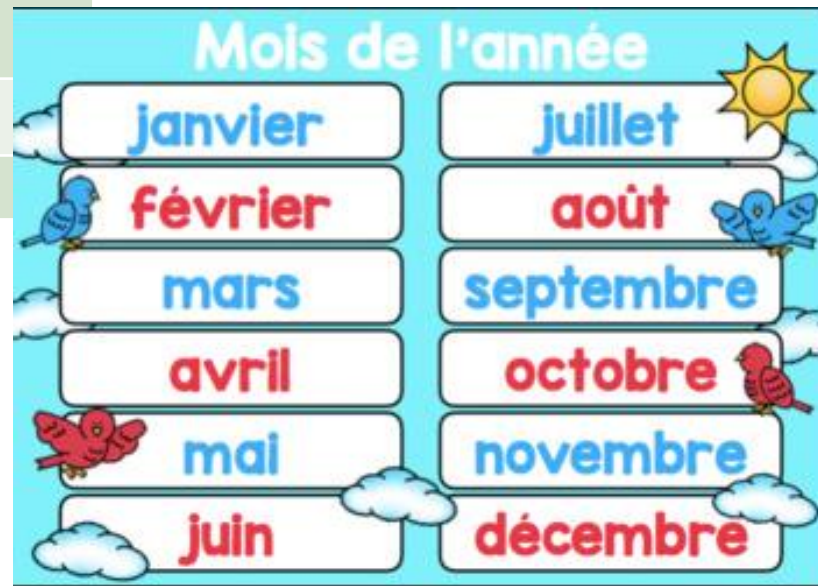 Mois de l'année
janvier
février
mars
avril
mai
juin
juillet
août
septembre
octobre
novembre
décembre